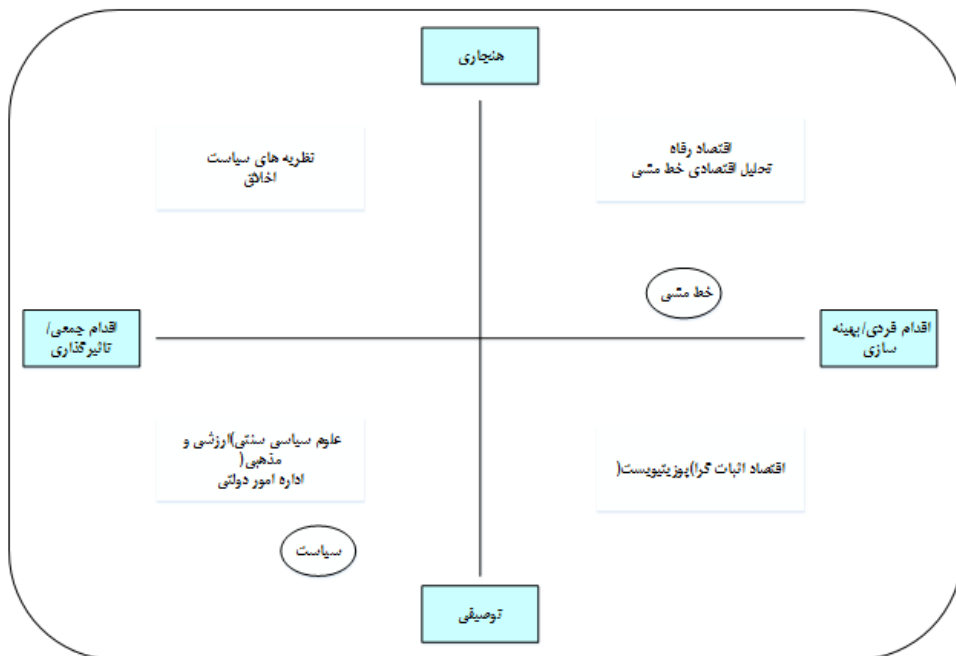 هنجاری
اقتصاد رفاه
تحلیل اقتصادی خط مشی
نظریه های سیاست
اخلاق
خط مشی
اقدام فردی/بهینه
سازی
اقدام جمعی/
تاثیرگذاری
علوم سیاسی سنتی)ارزشی و
مذهبی(
اداره امور دولتی
اقتصاد اثبات گرا)پوزیتیویست(
سیاست
توصیفی